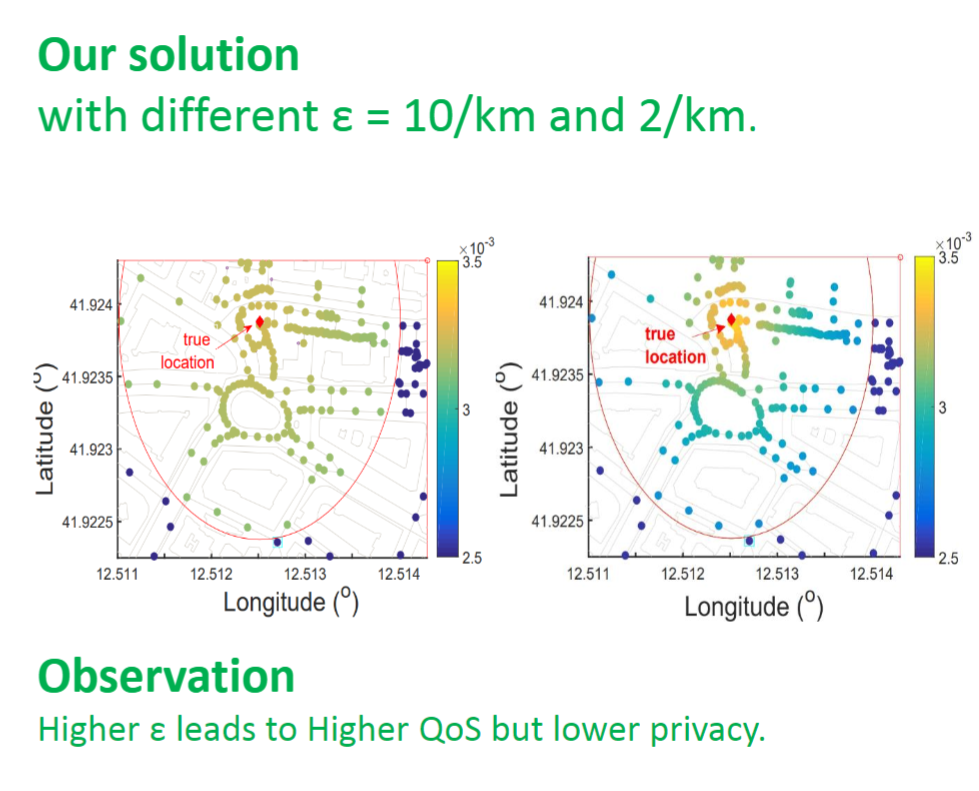 Our solution
with different ε = 10/km and 2/km.
×10-3
3.5
3
2.5
41.924
41.9235
41.923
41.9225
Latitude (o)
true
location
12.511
12.512
12.513
12.514
Longitude (o)
×10-3
3.5
3
2.5
41.924
41.9235
41.923
41.9225
Latitude (o)
true
location
12.511
12.512
12.513
12.514
Longitude (o)
Observation
Higher ε leads to Higher QoS but lower privacy.